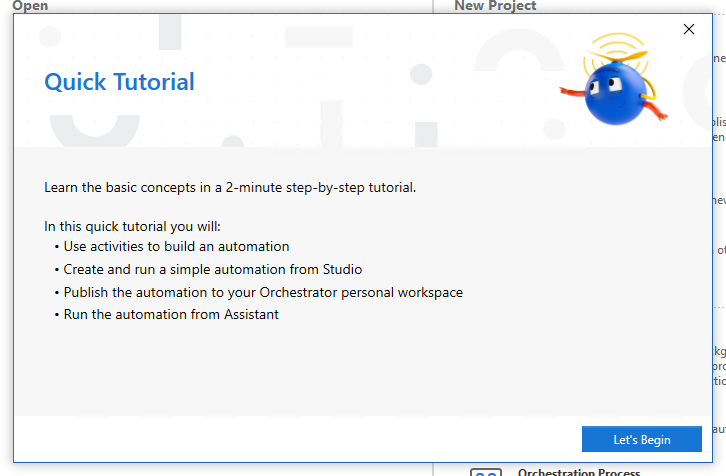 Open
New Project
Quick Tutorial
Learn the basic concepts in a 2-minute step-by-step tutorial.
In this quick tutorial you will:
• Use activities to build an automation
• Create and run a simple automation from Studio
• Publish the automation to your Orchestrator personal workspace
• Run the automation from Assistant
Let's Begin
Orchestration Process